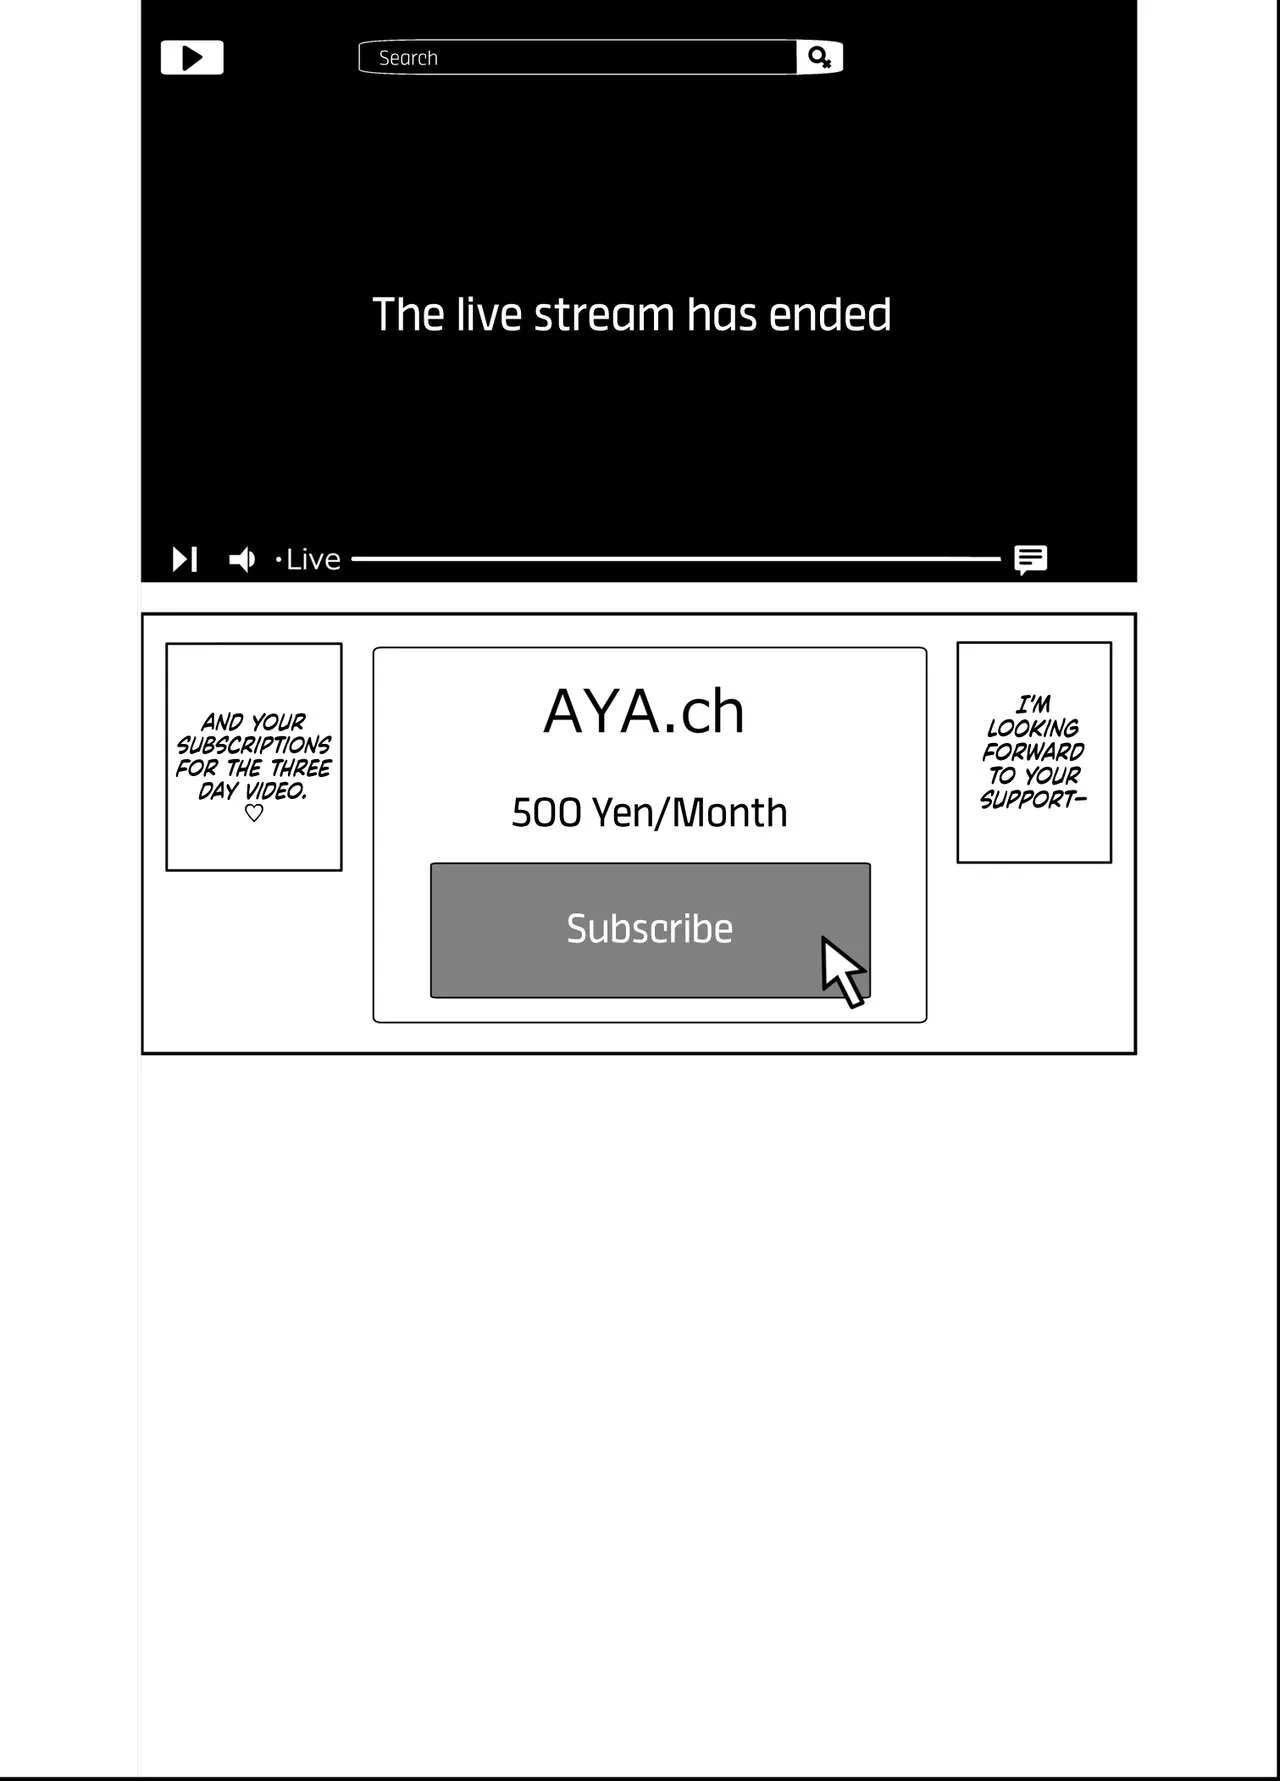 Search
The live stream has ended
•Live
I'M
LOOKING
FORWARD
TO YOUR
SUPPORT-
AYA.ch
500 Yen/Month
Subscribe
AND YOUR
SUBSCRIPTIONS
FOR THE THREE
DAY VIDEO.
♡